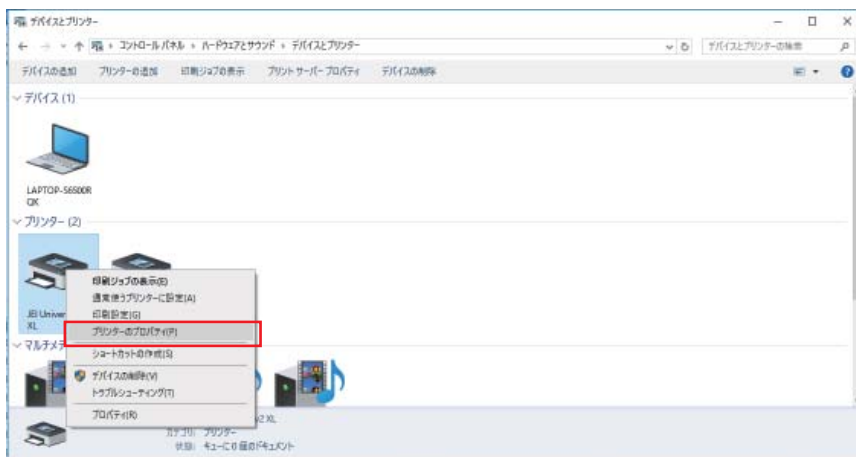 デバイスとプリンター
コントロール パネル › ハードウェアとサウンド › デバイスとプリンター
デバイスとプリンターの検索
デバイスの追加 プリンターの追加 印刷ジョブの表示 プリント サーバー プロパティ デバイスの削除
デバイス (1)
LAPTOP-S6500R
QK
プリンター (2)
JEI Univer
XL
印刷ジョブの表示(E)
通常使うプリンターに設定(A)
印刷設定(G)
プリンターのプロパティ(P)
ショートカットの作成(S)
デバイスの削除(V)
トラブルシューティング(T)
プロパティ(R)
マルチメデ
v2 XL
カテゴリ: プリンター
状態: キューに 0 個のドキュメント